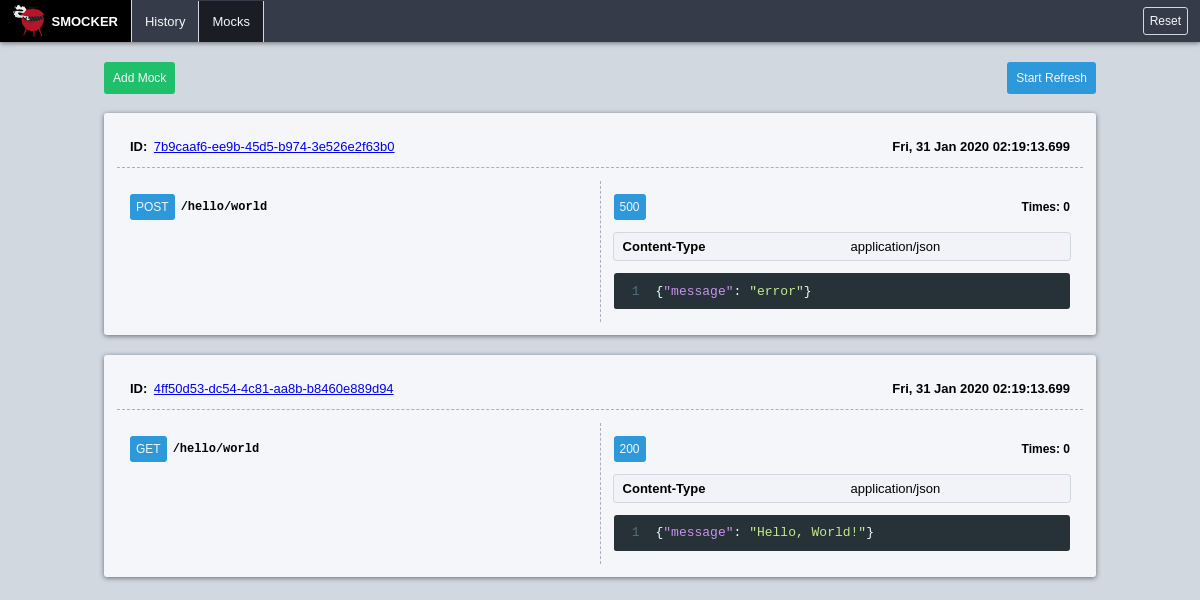 SMOCKER History Mocks Reset
Add Mock Start Refresh
ID: 7b9caaf6-ee9b-45d5-b974-3e526e2f63b0 Fri, 31 Jan 2020 02:19:13.699
POST /hello/world 500 Times: 0
Content-Type application/json
1 {"message": "error"}
ID: 4ff50d53-dc54-4c81-aa8b-b8460e889d94 Fri, 31 Jan 2020 02:19:13.699
GET /hello/world 200 Times: 0
Content-Type application/json
1 {"message": "Hello, World!"}